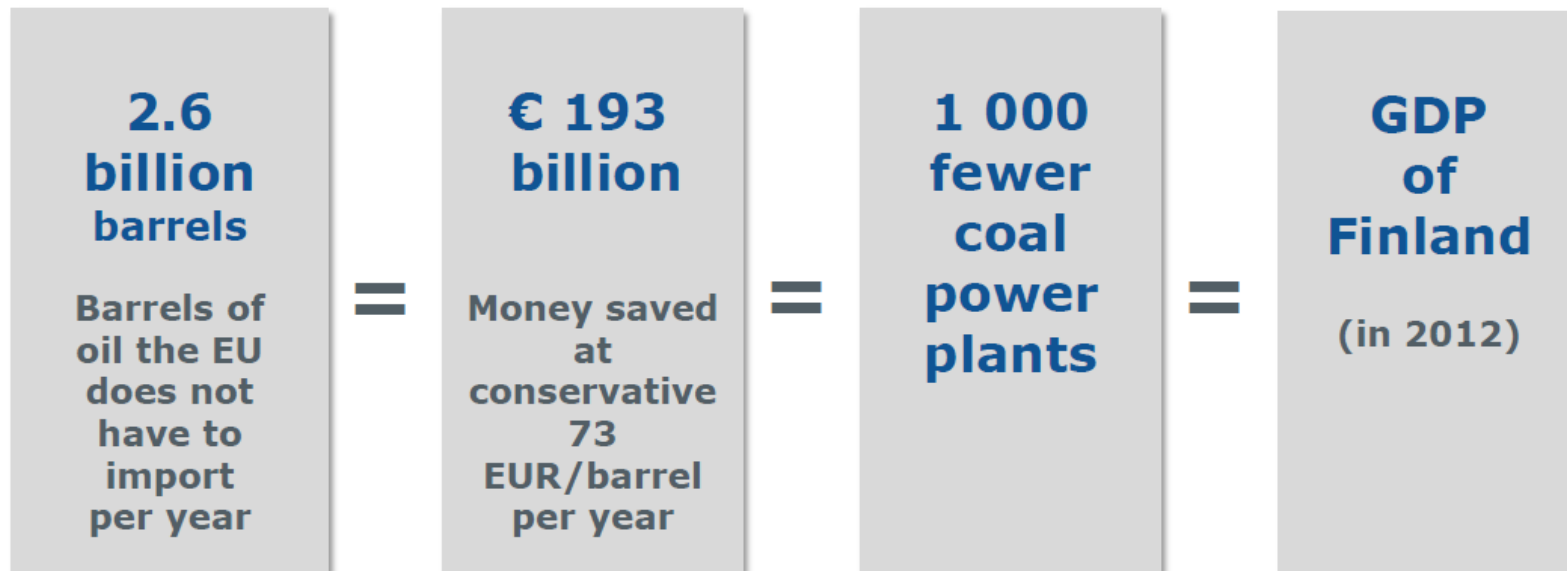 2.6
billion
barrels
Barrels of
oil the EU
does not
have to
import
per year
=
€ 193
billion
Money saved
at
conservative
73
EUR/barrel
per year
=
1 000
fewer
coal
power
plants
=
GDP
of
Finland
(in 2012)